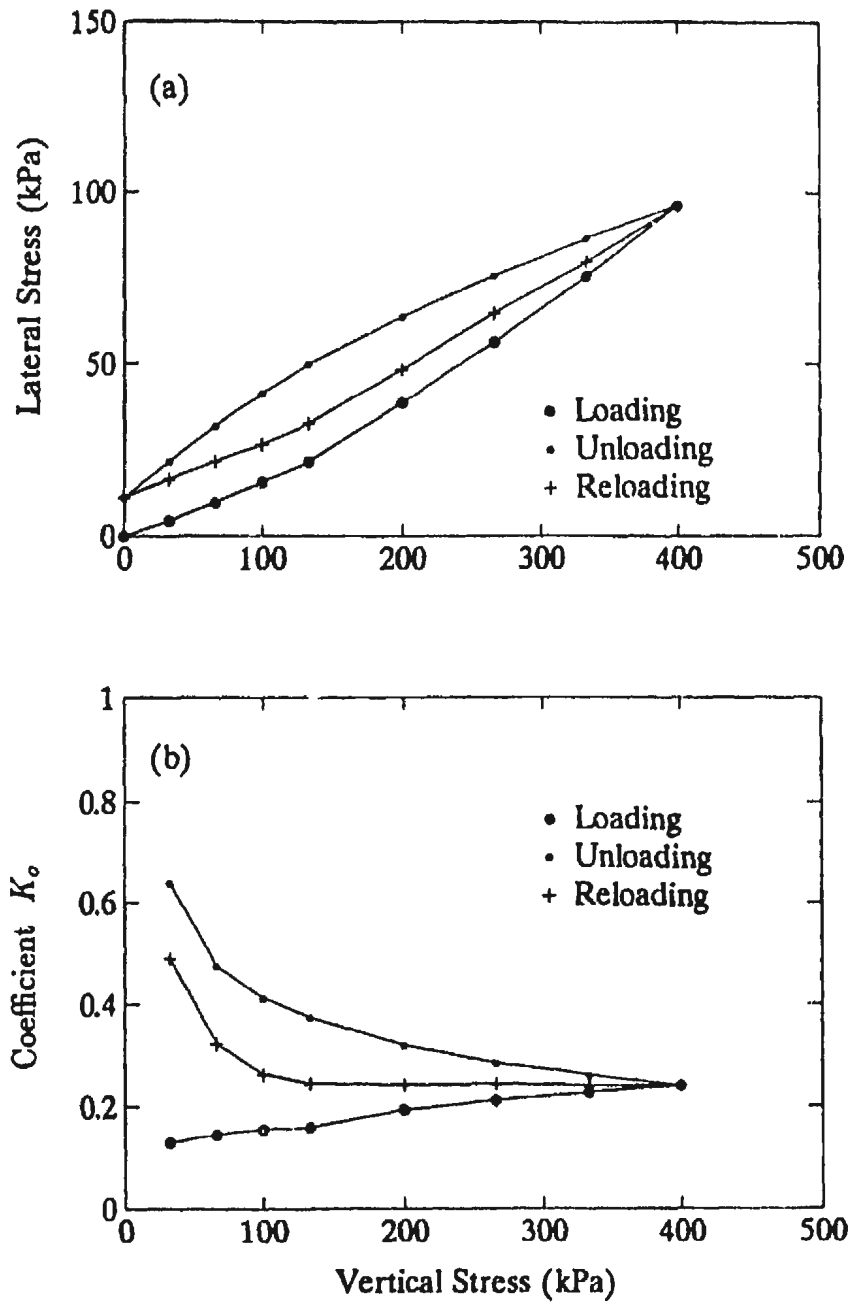 150
(a)
100
50
0
Lateral Stress (kPa)
Loading
Unloading
Reloading
0 100 200 300 400 500
1
(b)
0.8
0.6
0.4
0.2
0
Coefficient K₀
Loading
Unloading
Reloading
0 100 200 300 400 500
Vertical Stress (kPa)